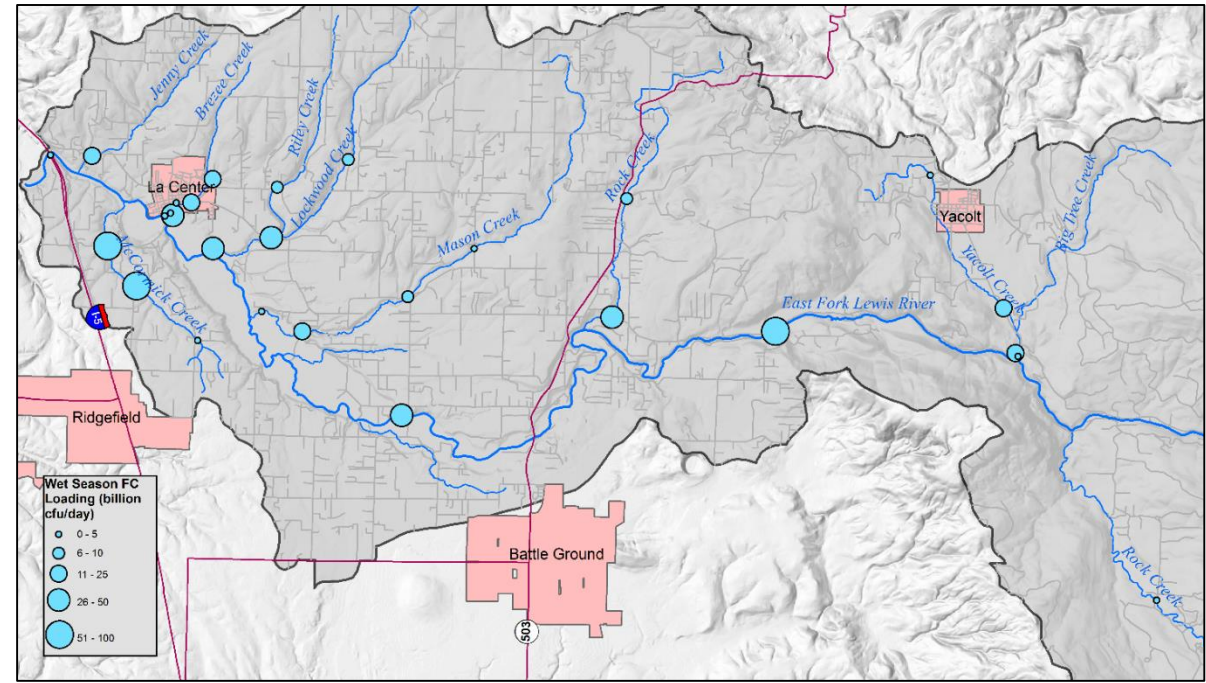 Jenny Creek
Brezee Creek
Riley Creek
Lockwood Creek
La Center
Rock Creek
Mason Creek
McCormick Creek
Yacolt
Big Tree Creek
Yacolt Creek
East Fork Lewis River
I-5
Ridgefield
Battle Ground
503
Rock Creek
Wet Season FC
Loading (billion
cfu/day)
0 - 5
6 - 10
11 - 25
26 - 50
51 - 100